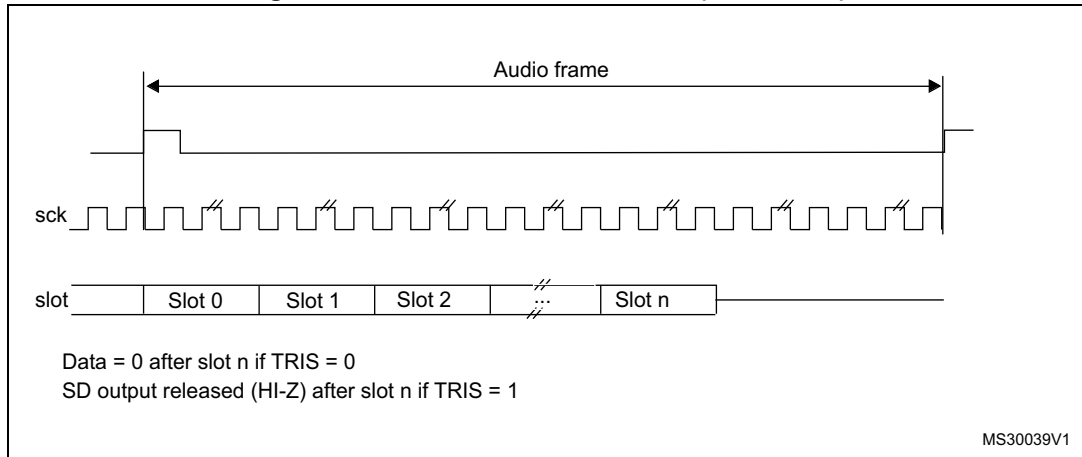 Audio frame
sck
slot Slot 0 Slot 1 Slot 2 ... Slot n
Data = 0 after slot n if TRIS = 0
SD output released (HI-Z) after slot n if TRIS = 1
MS30039V1